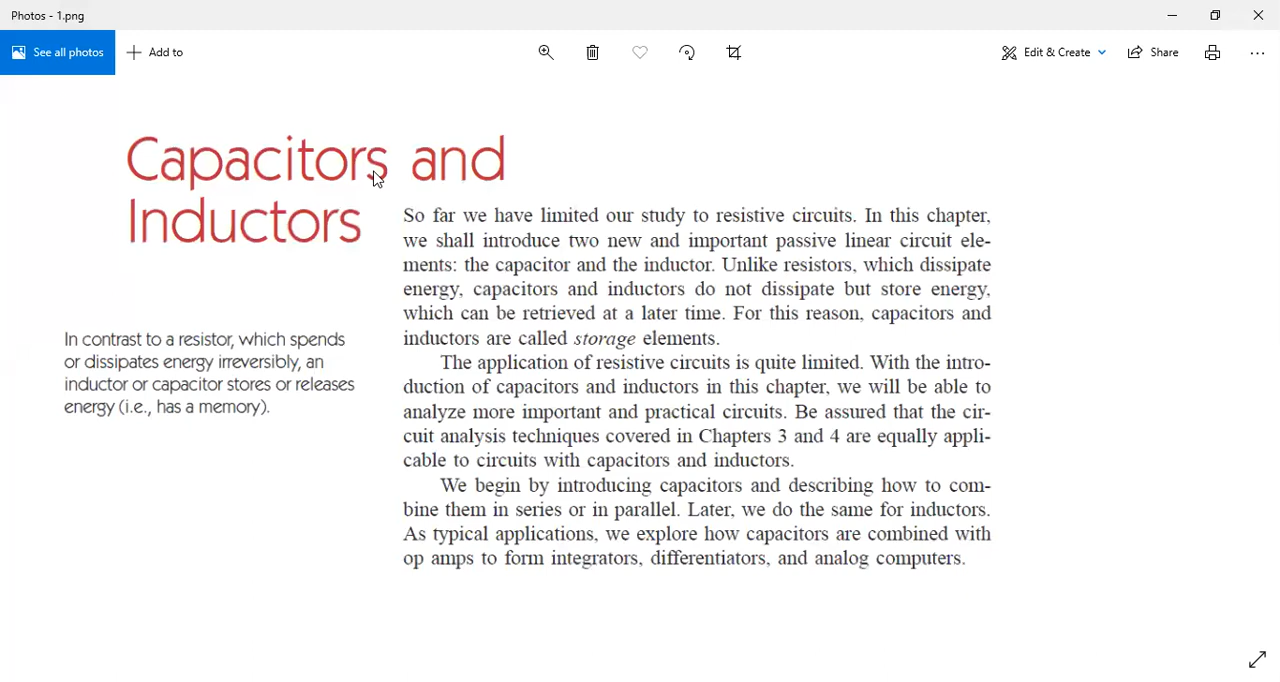 Photos - 1.png
See all photos
Add to
Edit & Create
Share
Capacitors and
Inductors
So far we have limited our study to resistive circuits. In this chapter,
we shall introduce two new and important passive linear circuit ele-
ments: the capacitor and the inductor. Unlike resistors, which dissipate
energy, capacitors and inductors do not dissipate but store energy,
which can be retrieved at a later time. For this reason, capacitors and
inductors are called storage elements.
The application of resistive circuits is quite limited. With the intro-
duction of capacitors and inductors in this chapter, we will be able to
analyze more important and practical circuits. Be assured that the cir-
cuit analysis techniques covered in Chapters 3 and 4 are equally appli-
cable to circuits with capacitors and inductors.
We begin by introducing capacitors and describing how to com-
bine them in series or in parallel. Later, we do the same for inductors.
As typical applications, we explore how capacitors are combined with
op amps to form integrators, differentiators, and analog computers.
In contrast to a resistor, which spends
or dissipates energy irreversibly, an
inductor or capacitor stores or releases
energy (i.e., has a memory).